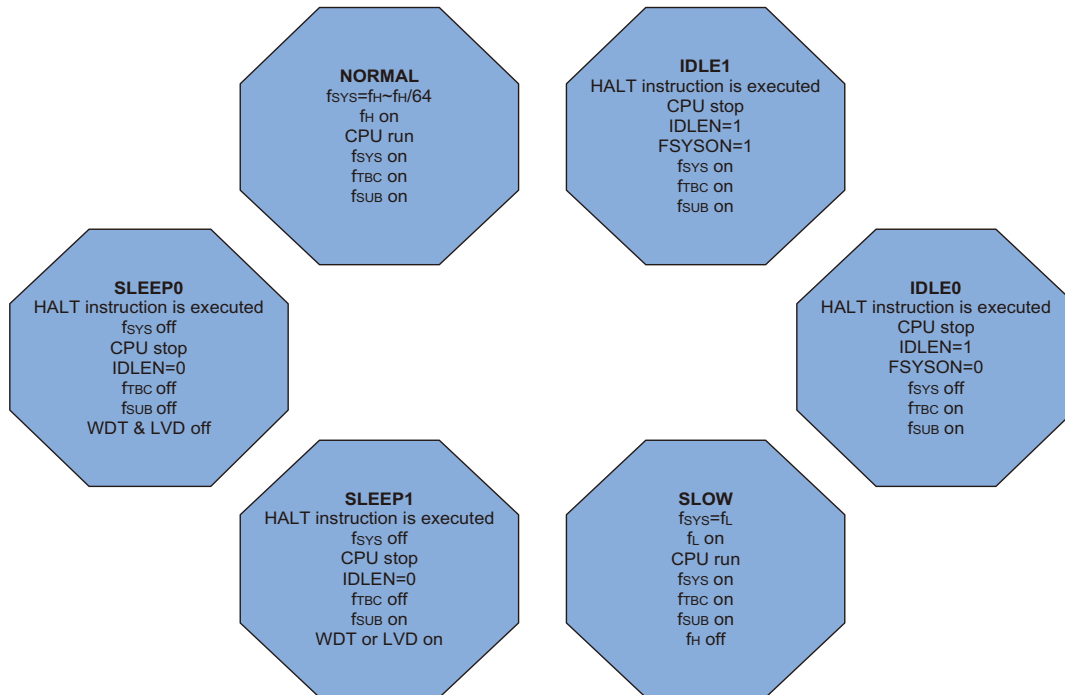 NORMAL
fSYS=fH~fH/64
fH on
CPU run
fSYS on
fTBC on
fSUB on
IDLE1
HALT instruction is executed
CPU stop
IDLEN=1
FSYSON=1
fSYS on
fTBC on
fSUB on
SLEEP0
HALT instruction is executed
fSYS off
CPU stop
IDLEN=0
fTBC off
fSUB off
WDT & LVD off
IDLE0
HALT instruction is executed
CPU stop
IDLEN=1
FSYSON=0
fSYS off
fTBC on
fSUB on
SLEEP1
HALT instruction is executed
fSYS off
CPU stop
IDLEN=0
fTBC off
fSUB on
WDT or LVD on
SLOW
fSYS=fL
fL on
CPU run
fSYS on
fTBC on
fSUB on
fH off